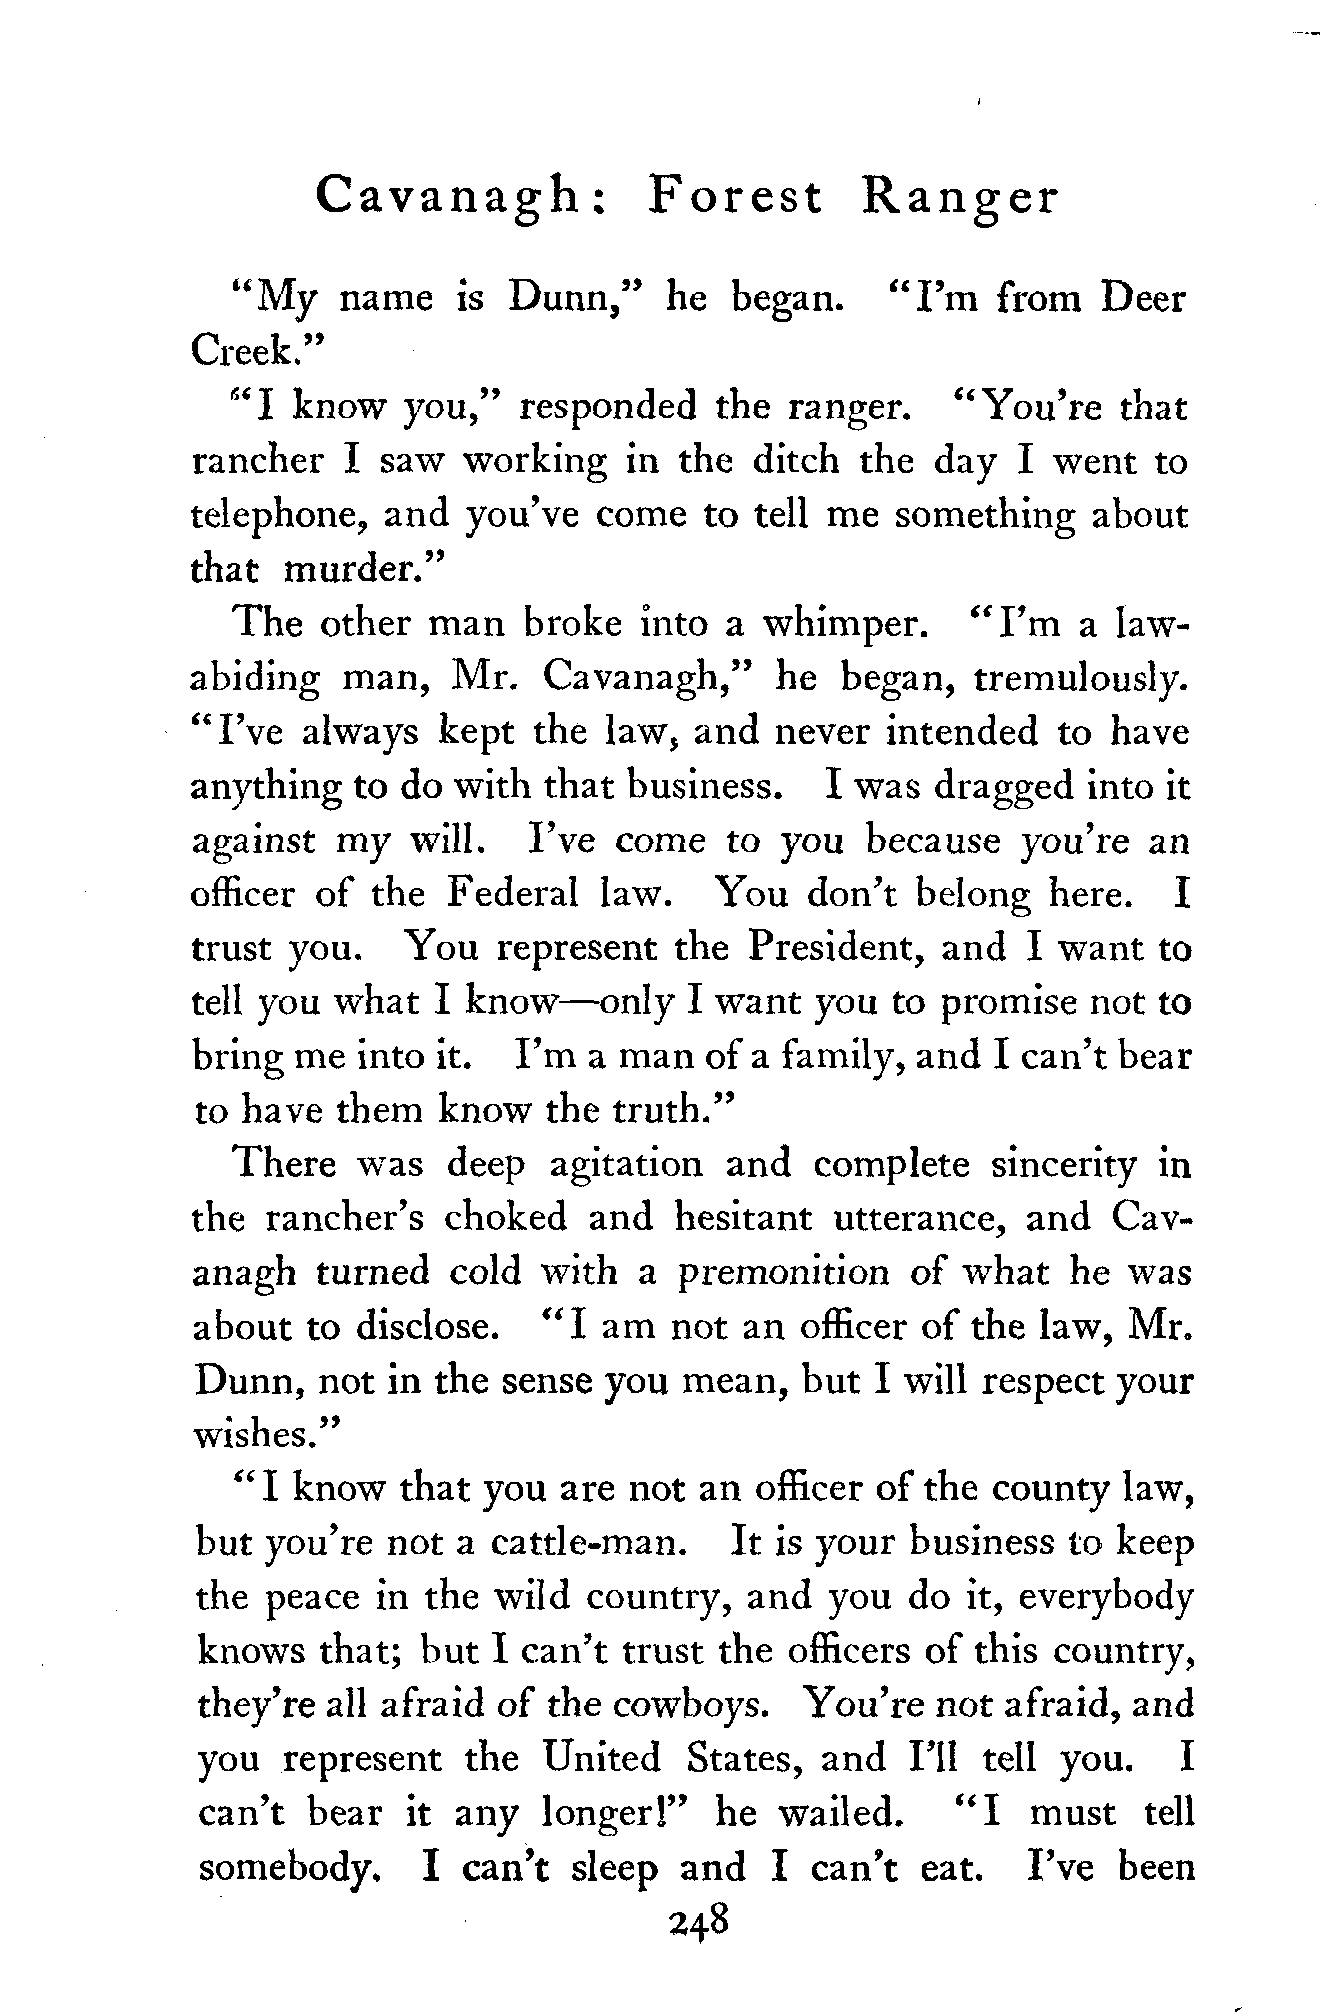 Cavanagh: Forest Ranger
“My name is Dunn,” he began. “I’m from Deer
Creek.”
“I know you,” responded the ranger. “You’re that
rancher I saw working in the ditch the day I went to
telephone, and you’ve come to tell me something about
that murder.”
The other man broke into a whimper. “I’m a law-
abiding man, Mr. Cavanagh,” he began, tremulously.
“I’ve always kept the law, and never intended to have
anything to do with that business. I was dragged into it
against my will. I’ve come to you because you’re an
officer of the Federal law. You don’t belong here. I
trust you. You represent the President, and I want to
tell you what I know—only I want you to promise not to
bring me into it. I’m a man of a family, and I can’t bear
to have them know the truth.”
There was deep agitation and complete sincerity in
the rancher’s choked and hesitant utterance, and Cav-
anagh turned cold with a premonition of what he was
about to disclose. “I am not an officer of the law, Mr.
Dunn, not in the sense you mean, but I will respect your
wishes.”
“I know that you are not an officer of the county law,
but you’re not a cattle-man. It is your business to keep
the peace in the wild country, and you do it, everybody
knows that; but I can’t trust the officers of this country,
they’re all afraid of the cowboys. You’re not afraid, and
you represent the United States, and I’ll tell you. I
can’t bear it any longer!” he wailed. “I must tell
somebody. I can’t sleep and I can’t eat. I’ve been
248